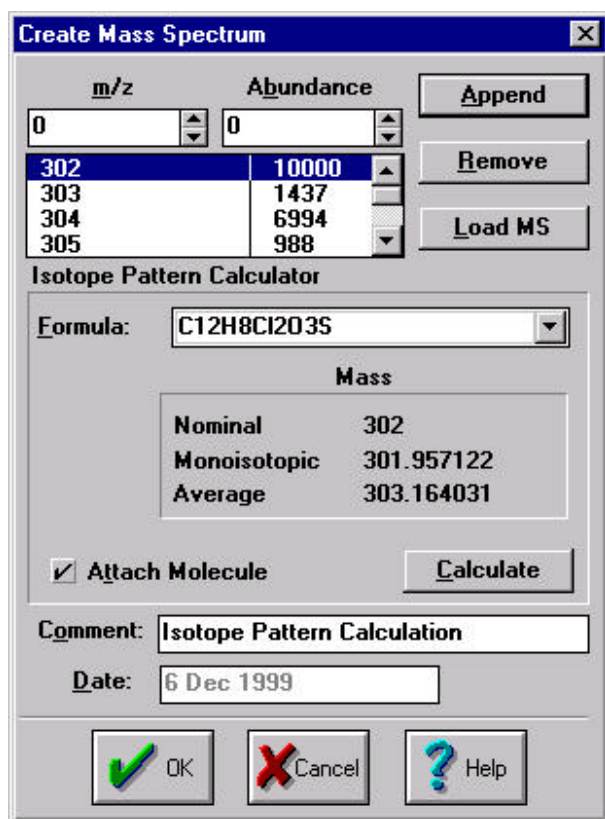 Create Mass Spectrum
m/z Abundance Append
0 0
302 10000 Remove
303 1437
304 6994 Load MS
305 988
Isotope Pattern Calculator
Formula: C12H8Cl2O3S
Mass
Nominal 302
Monoisotopic 301.957122
Average 303.164031
Attach Molecule Calculate
Comment: Isotope Pattern Calculation
Date: 6 Dec 1999
OK Cancel ? Help